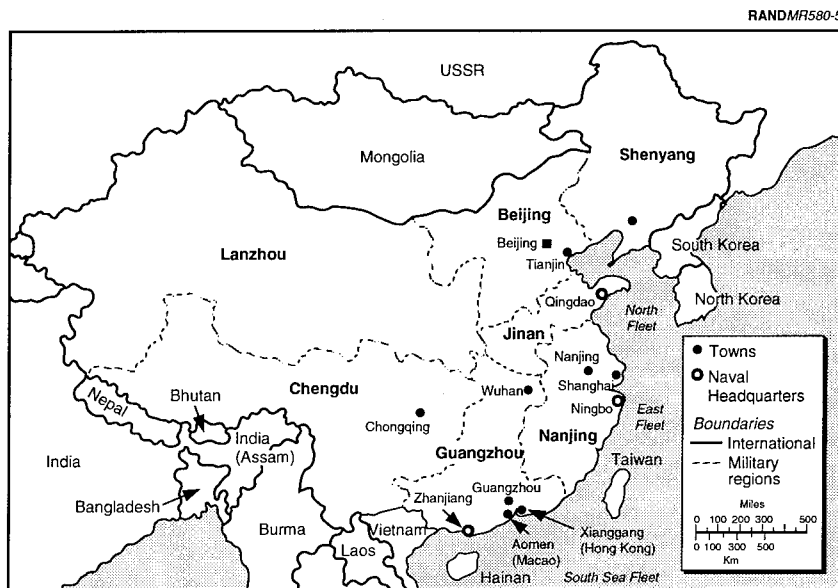 RANDMR580-5
USSR
Mongolia
Shenyang
Beijing
Beijing
Tianjin
Lanzhou
South Korea
North Korea
Qingdao
North
Fleet
Jinan
Nanjing
Shanghai
Wuhan
Ningbo
Chengdu
Chongqing
Nepal
Bhutan
India
(Assam)
India
Bangladesh
East
Fleet
Nanjing
Guangzhou
Taiwan
Guangzhou
Zhanjiang
Xianggang
(Hong Kong)
Aomen
(Macao)
Burma
Vietnam
Laos
Hainan
South Sea Fleet
Towns
Naval
Headquarters
Boundaries
International
Military
regions
Miles
0 100 200 300 500
0 100 300 500
Km